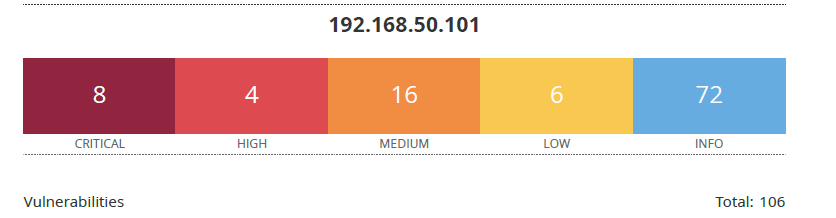 192.168.50.101
8 4 16 6 72
CRITICAL HIGH MEDIUM LOW INFO
Vulnerabilities Total: 106